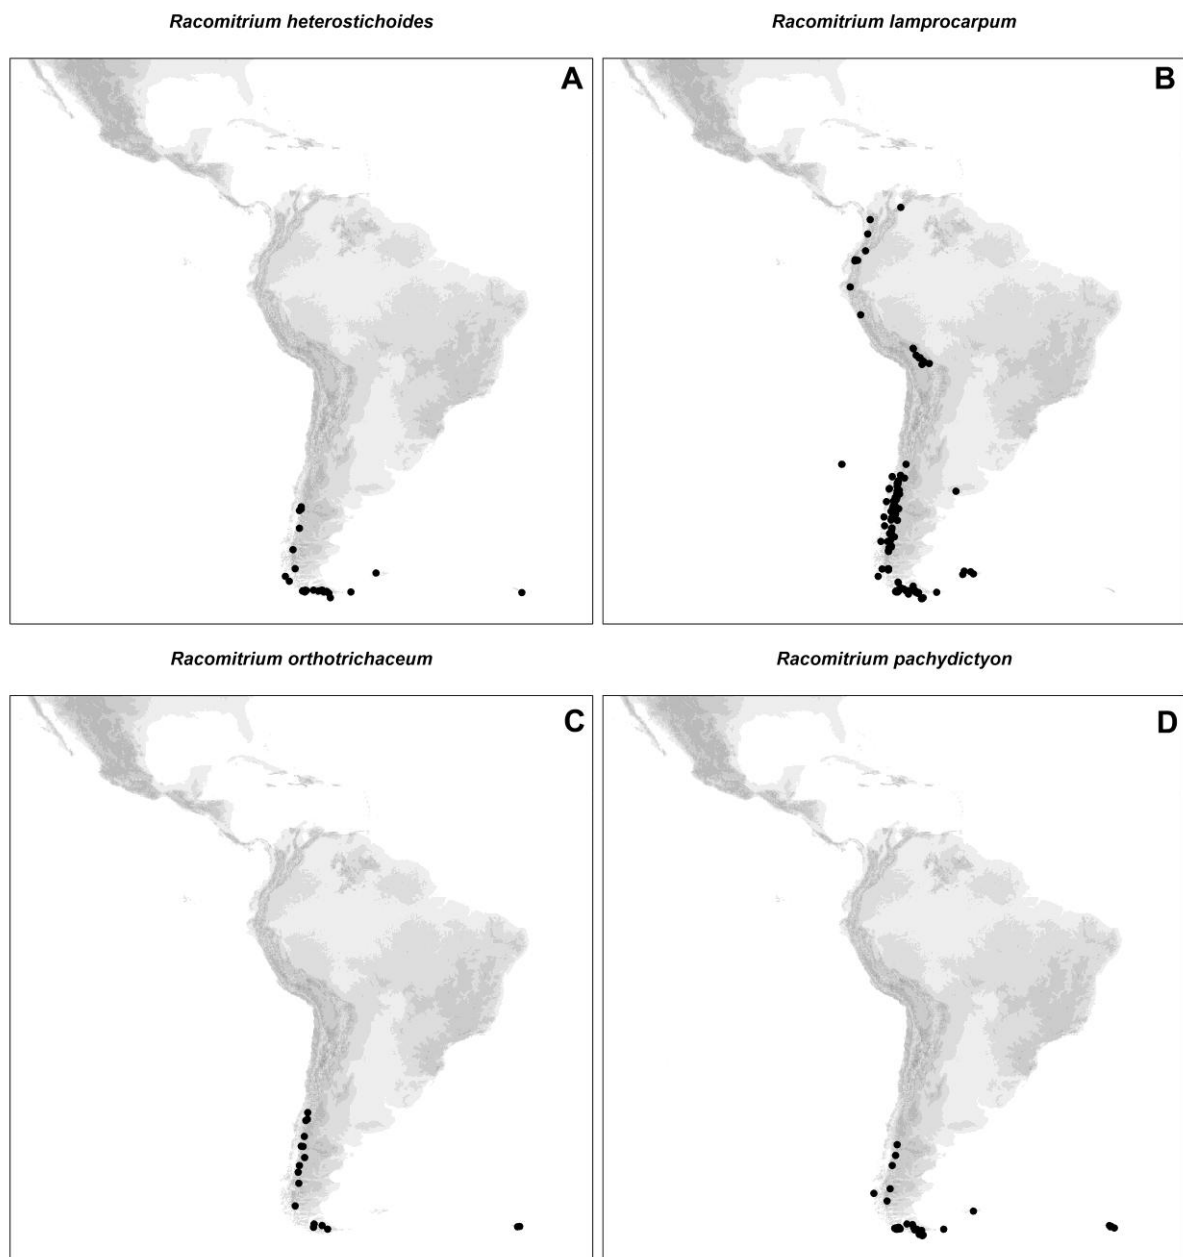 Racomitrium heterostichoides
Racomitrium lamprocarpum
A
B
Racomitrium orthotrichaceum
Racomitrium pachydictyon
C
D